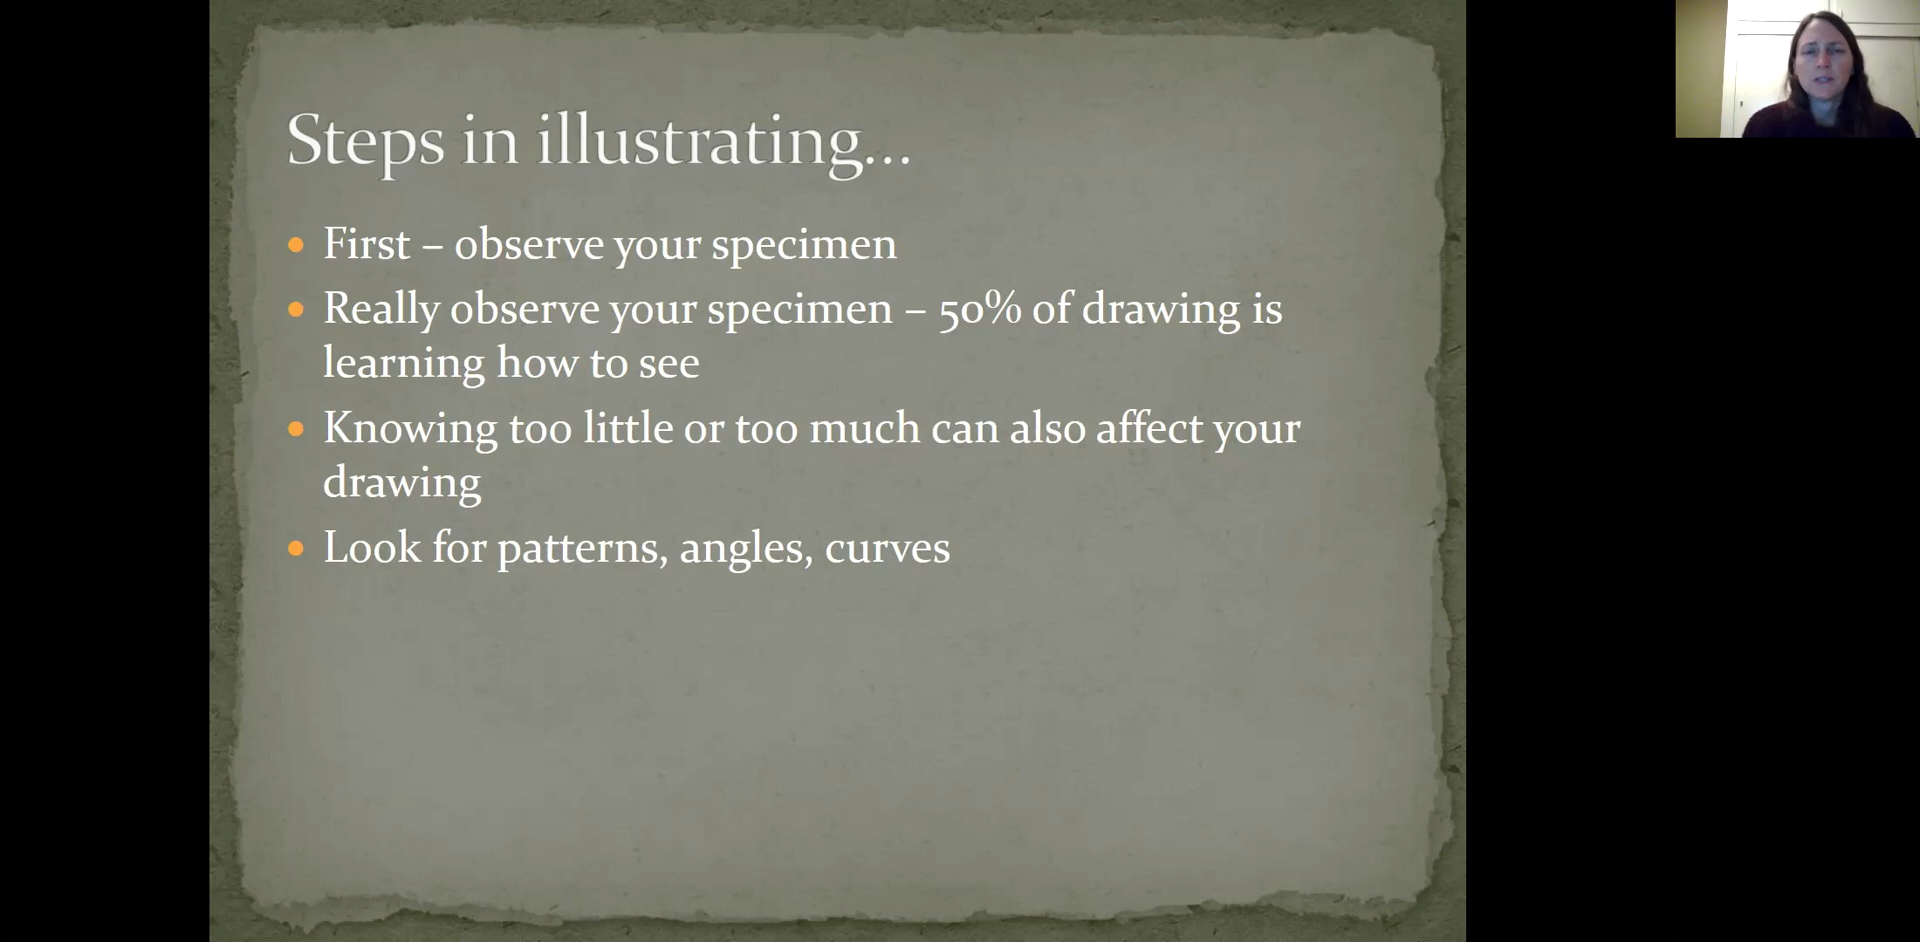 Steps in illustrating...
First – observe your specimen
Really observe your specimen – 50% of drawing is
learning how to see
Knowing too little or too much can also affect your
drawing
Look for patterns, angles, curves